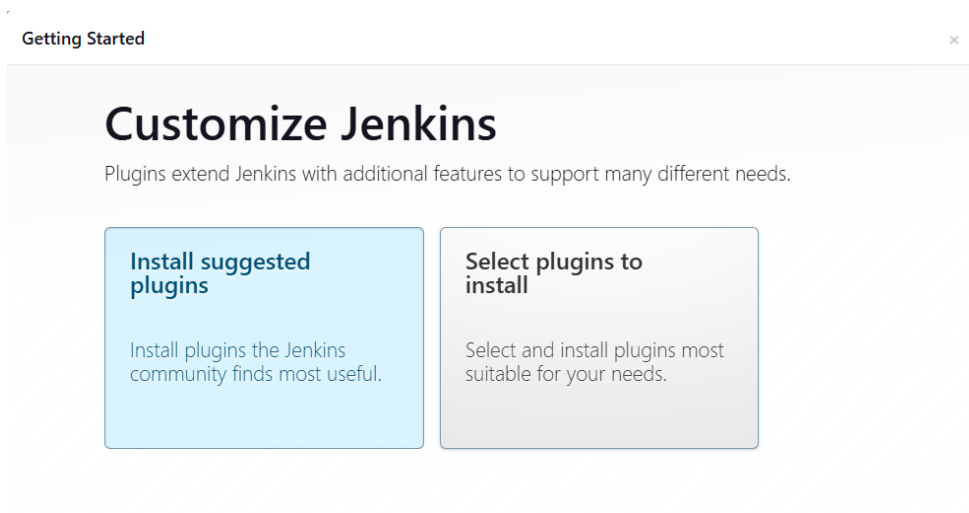 Getting Started
×
Customize Jenkins
Plugins extend Jenkins with additional features to support many different needs.
Install suggested
plugins
Install plugins the Jenkins
community finds most useful.
Select plugins to
install
Select and install plugins most
suitable for your needs.